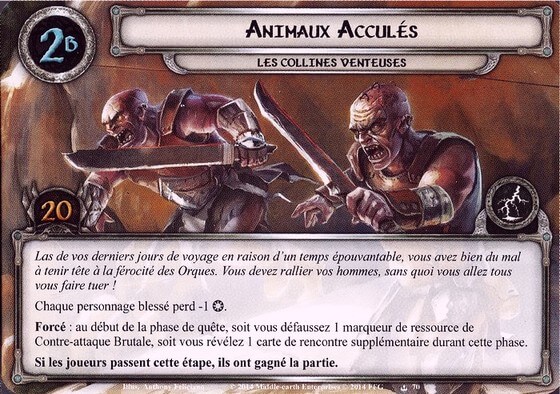 2B
ANIMAUX ACCULÉS
LES COLLINES VENTEUSES
20
Las de vos derniers jours de voyage en raison d'un temps épouvantable, vous avez bien du mal
à tenir tête à la férocité des Orques. Vous devez rallier vos hommes, sans quoi vous allez tous
vous faire tuer !
Chaque personnage blessé perd -1 .
Forcé : au début de la phase de quête, soit vous défaussez 1 marqueur de ressource de
Contre-attaque Brutale, soit vous révélez 1 carte de rencontre supplémentaire durant cette phase.
Si les joueurs passent cette étape, ils ont gagné la partie.
Illus. Anthony Feliciano © 2014 Middle-earth Enterprises © 2014 FFG 70